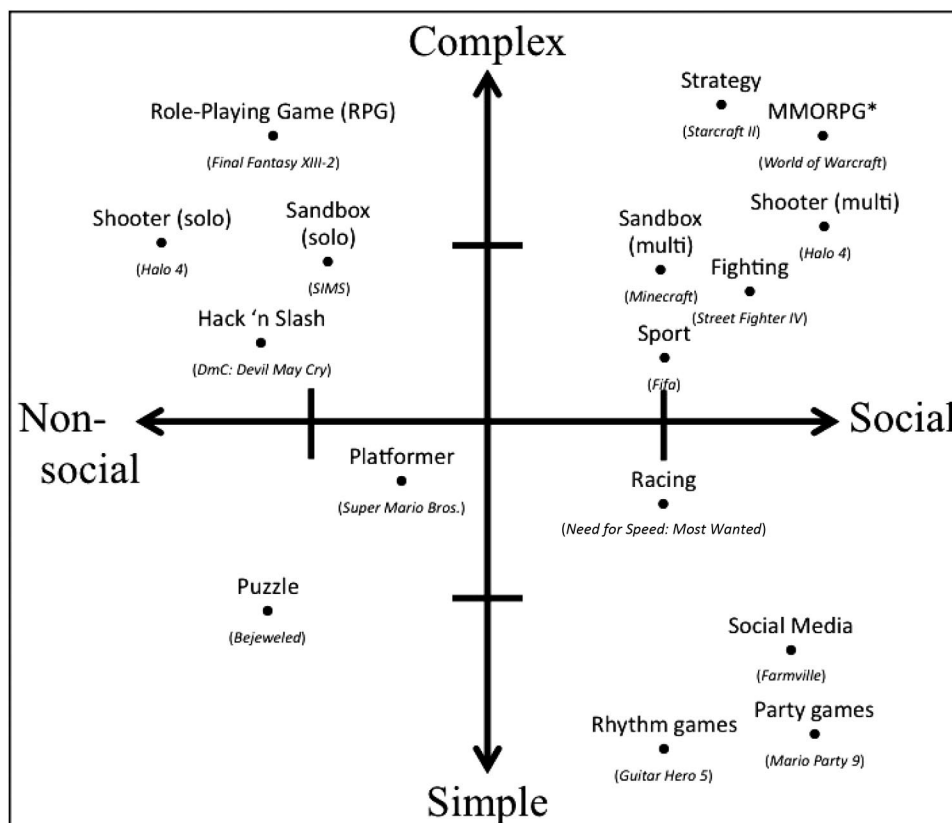 Complex
Strategy
(Starcraft II)
Role-Playing Game (RPG)
(Final Fantasy XIII-2)
MMORPG*
(World of Warcraft)
Shooter (solo)
(Halo 4)
Sandbox
(solo)
(SIMS)
Sandbox
(multi)
(Minecraft)
Shooter (multi)
(Halo 4)
Fighting
(Street Fighter IV)
Hack ‘n Slash
(DmC: Devil May Cry)
Sport
(Fifa)
Non-
social
Social
Platformer
(Super Mario Bros.)
Racing
(Need for Speed: Most Wanted)
Puzzle
(Bejeweled)
Social Media
(Farmville)
Rhythm games
(Guitar Hero 5)
Party games
(Mario Party 9)
Simple